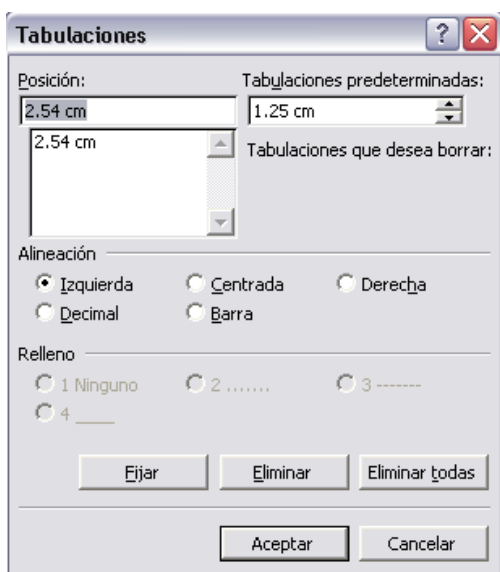 Tabulaciones ?
Posición: Tabulaciones predeterminadas:
2.54 cm 1.25 cm
2.54 cm Tabulaciones que desea borrar:
Alineación
Izquierda Centrada Derecha
Decimal Barra
Relleno
1 Ninguno 2 ....... 3 -------
4 ____
Fijar Eliminar Eliminar todas
Aceptar Cancelar